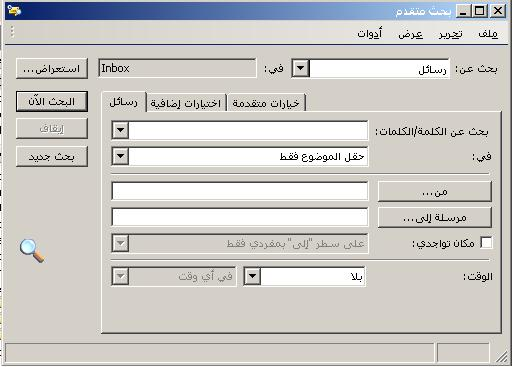 بحث متقدم
ملف تحرير عرض أدوات
بحث عن: رسائل في: Inbox استعراض...
رسائل اختيارات إضافية خيارات متقدمة
البحث الآن
إيقاف
بحث جديد
بحث عن الكلمة/الكلمات:
في: حقل الموضوع فقط
من...
مرسلة إلى...
مكان تواجدي: على سطر "إلى" بمفردي فقط
الوقت: بلا في أي وقت